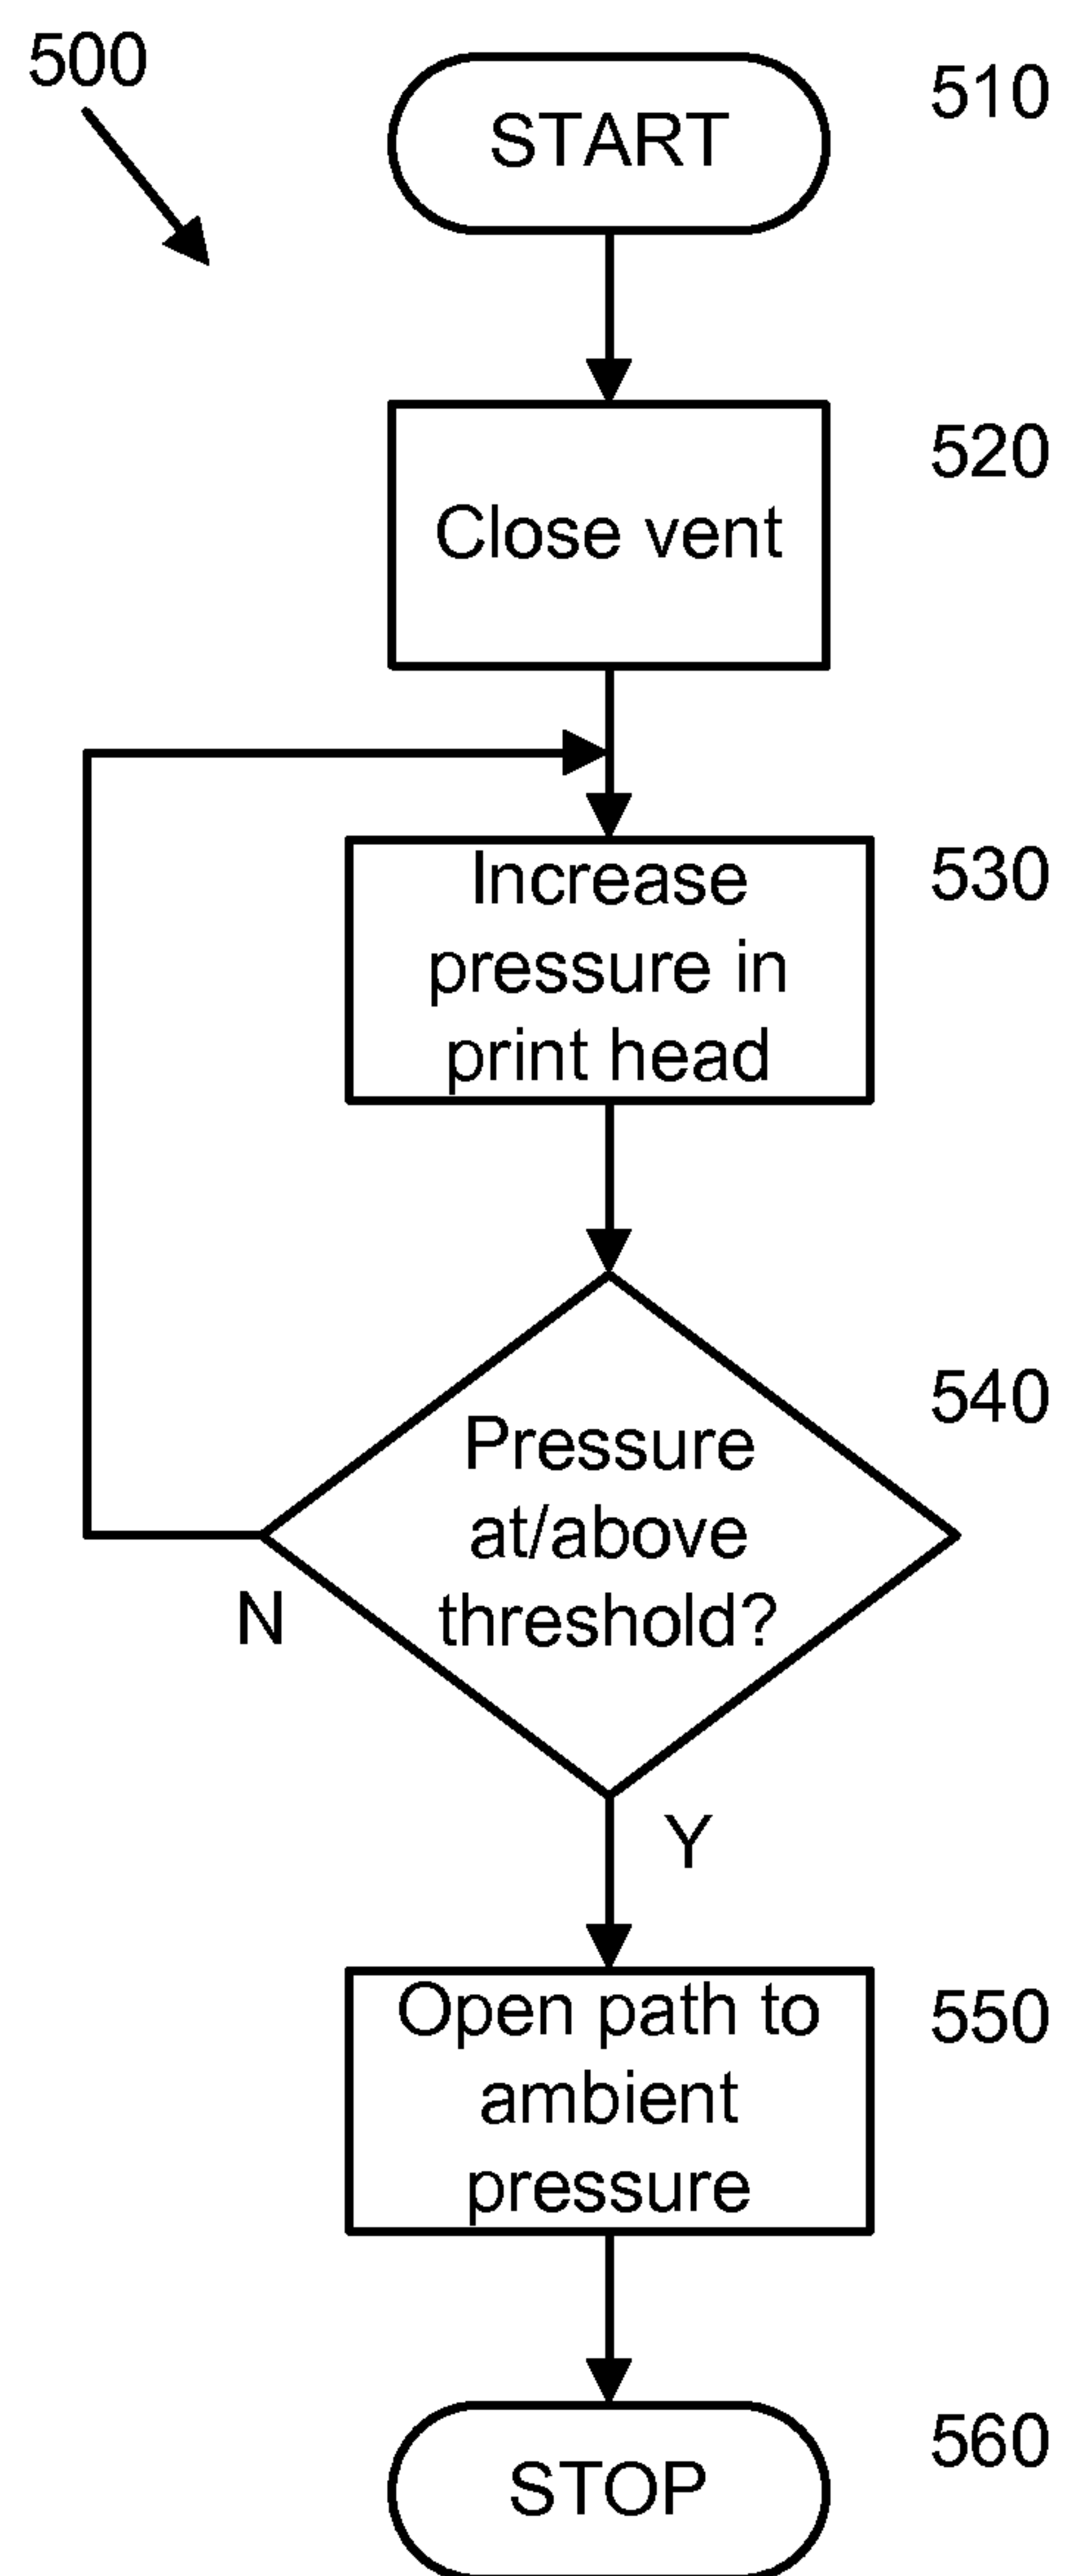 500
START
510
Close vent
520
Increase
pressure in
print head
530
Pressure
at/above
threshold?
540
N
Y
Open path to
ambient
pressure
550
STOP
560